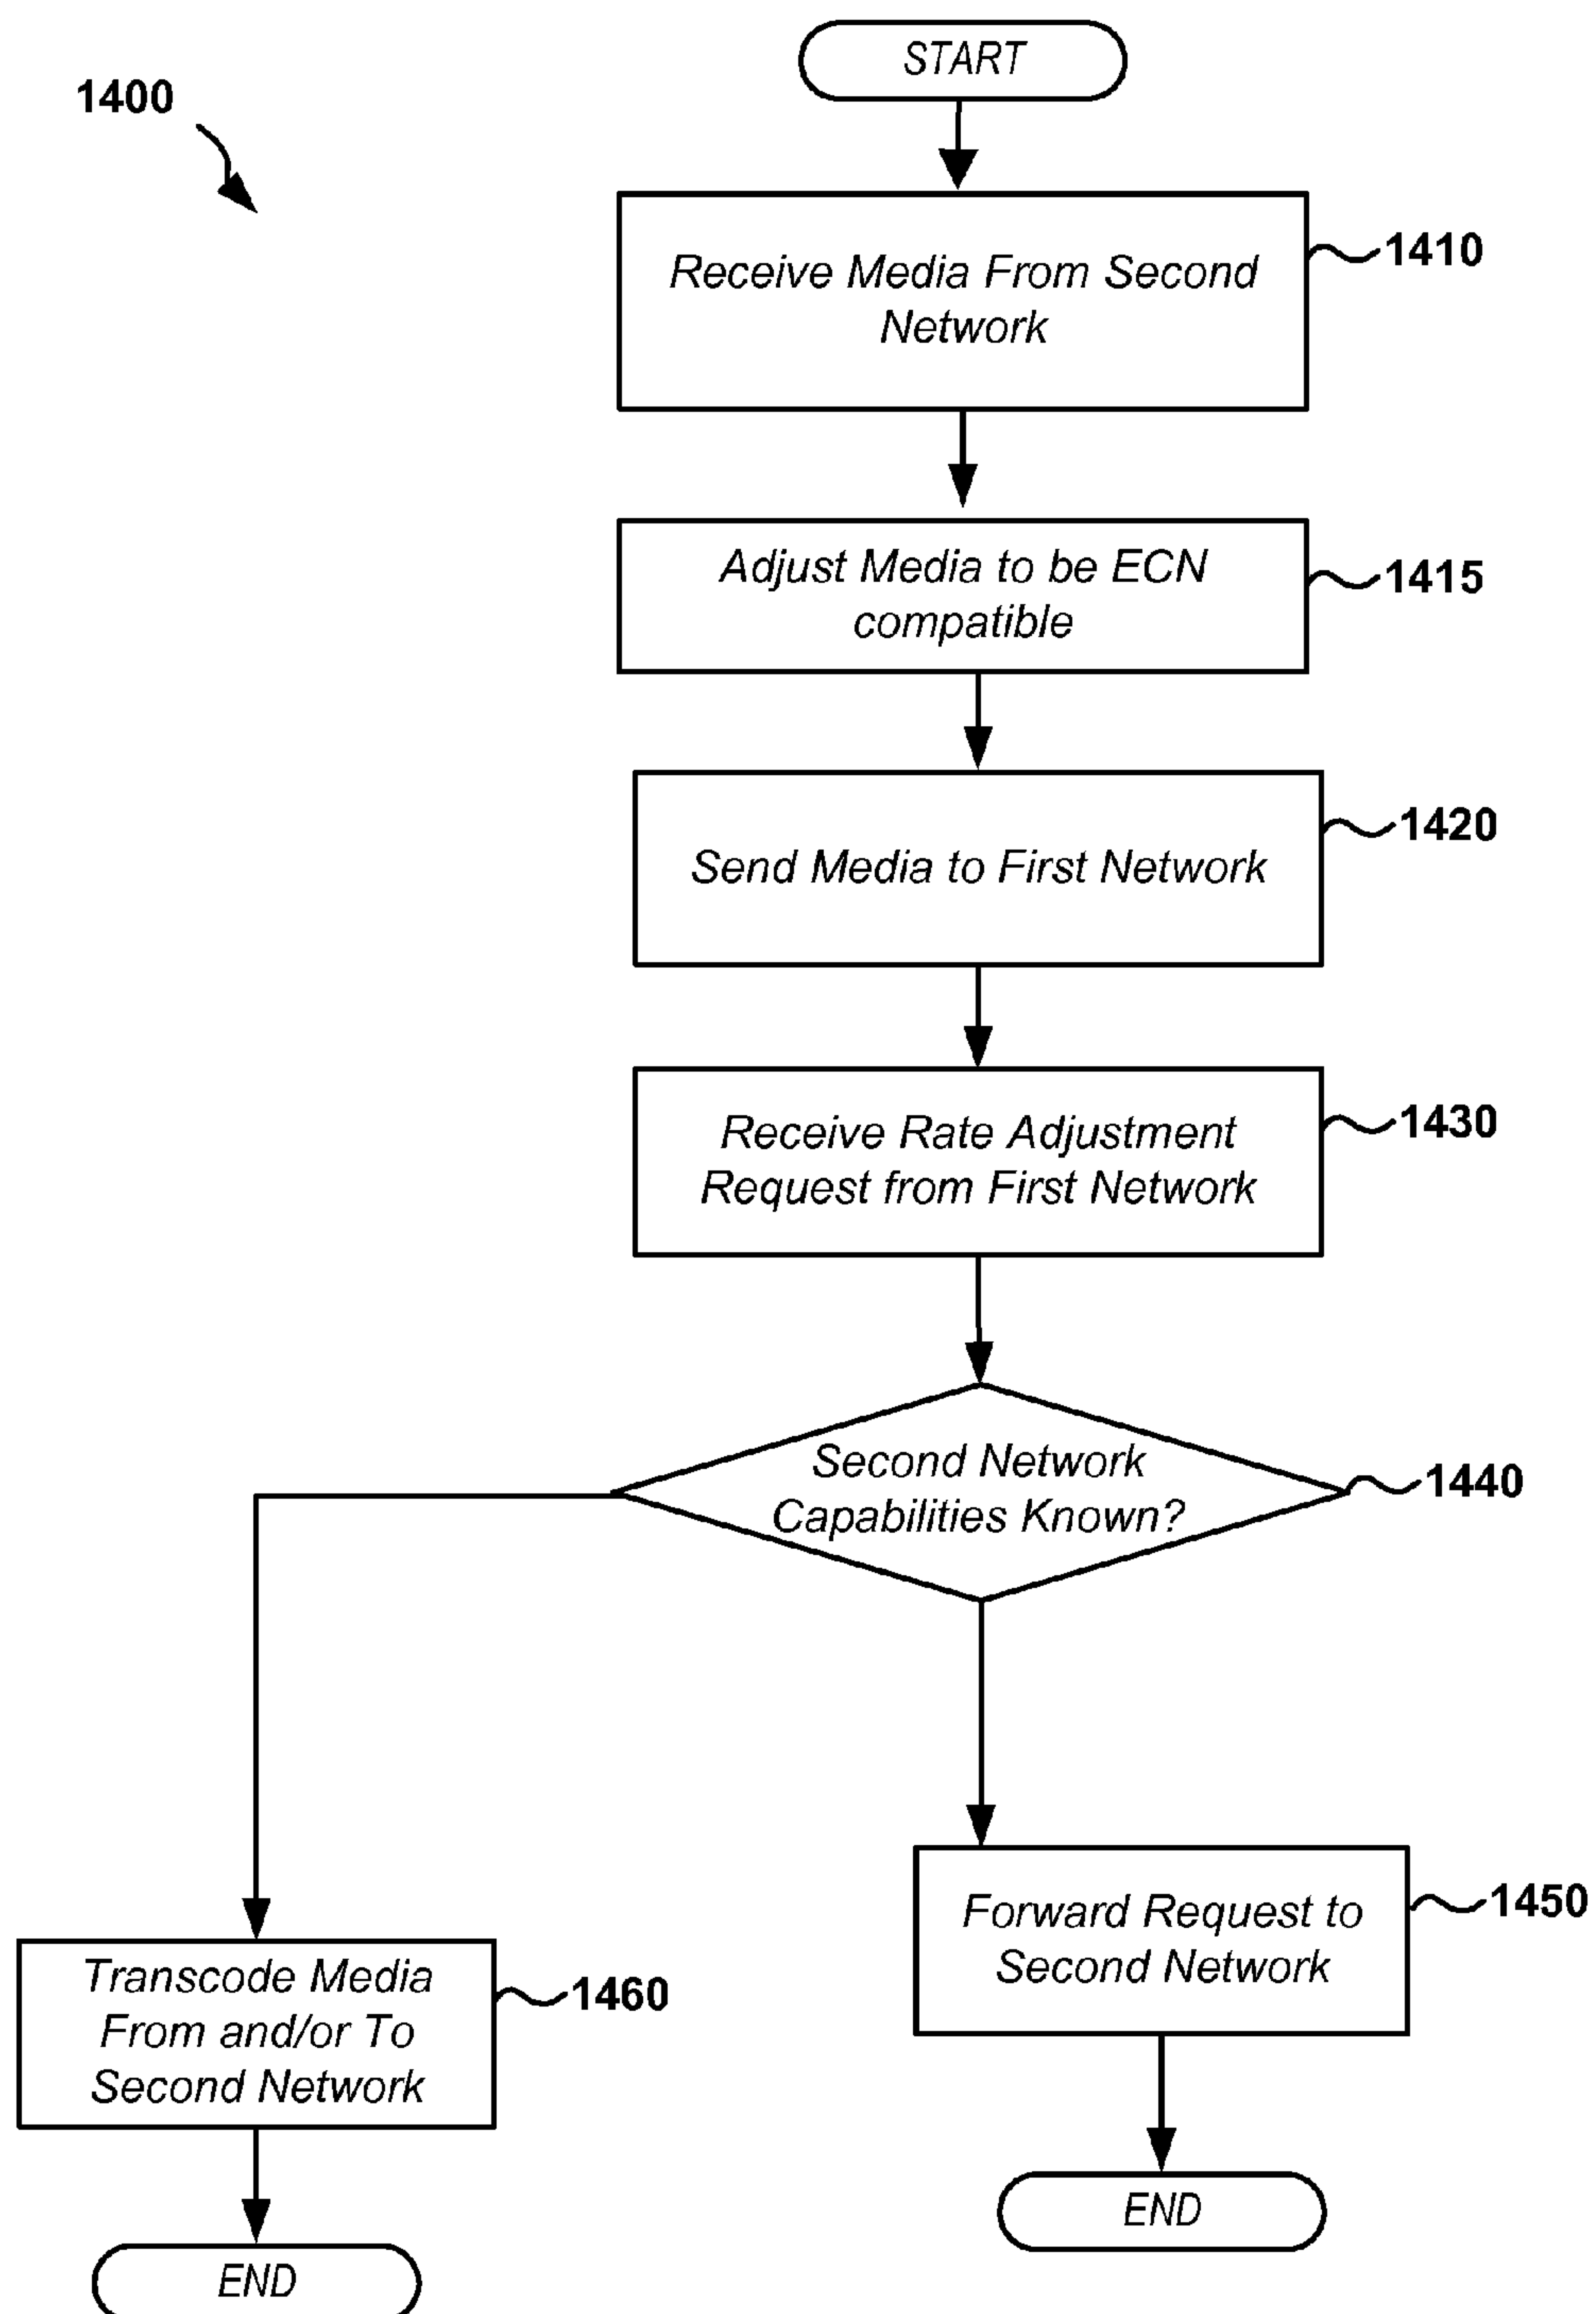 START
1400
Receive Media From Second
Network
1410
Adjust Media to be ECN
compatible
1415
Send Media to First Network
1420
Receive Rate Adjustment
Request from First Network
1430
Second Network
Capabilities Known?
1440
Forward Request to
Second Network
1450
Transcode Media
From and/or To
Second Network
1460
END
END